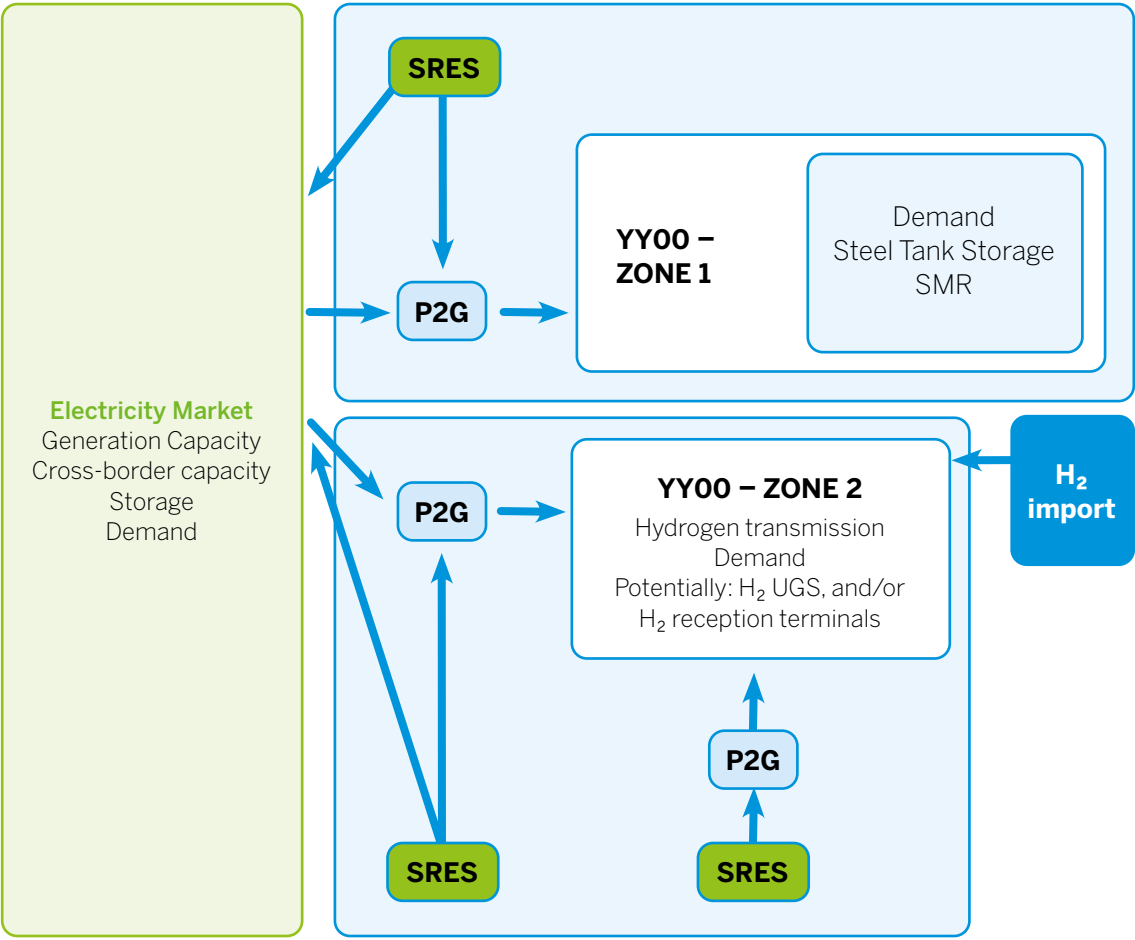 SRES
YY00 –
ZONE 1
Demand
Steel Tank Storage
SMR
P2G
Electricity Market
Generation Capacity
Cross-border capacity
Storage
Demand
P2G
YY00 – ZONE 2
Hydrogen transmission
Demand
Potentially: H₂ UGS, and/or
H₂ reception terminals
H₂
import
P2G
SRES
SRES